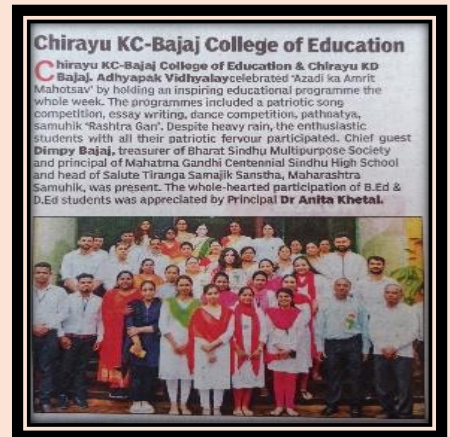 Chirayu KC-Bajaj College of Education
Chirayu KC-Bajaj College of Education & Chirayu KD
Bajaj. Adhyapak Vidhyalaycelebrated 'Azadi ka Amrit
Mahotsav' by holding an inspiring educational programme the
whole week. The programmes included a patriotic song
competition, essay writing, dance competition, pathnatya,
samuhik 'Rashtra Gan'. Despite heavy rain, the enthusiastic
students with all their patriotic fervour participated. Chief guest
Dimpy Bajaj, treasurer of Bharat Sindhu Multipurpose Society
and principal of Mahatma Gandhi Centennial Sindhu High School
and head of Salute Tiranga Samajik Sanstha, Maharashtra
Samuhik, was present. The whole-hearted participation of B.Ed &
D.Ed students was appreciated by Principal Dr Anita Khetal.